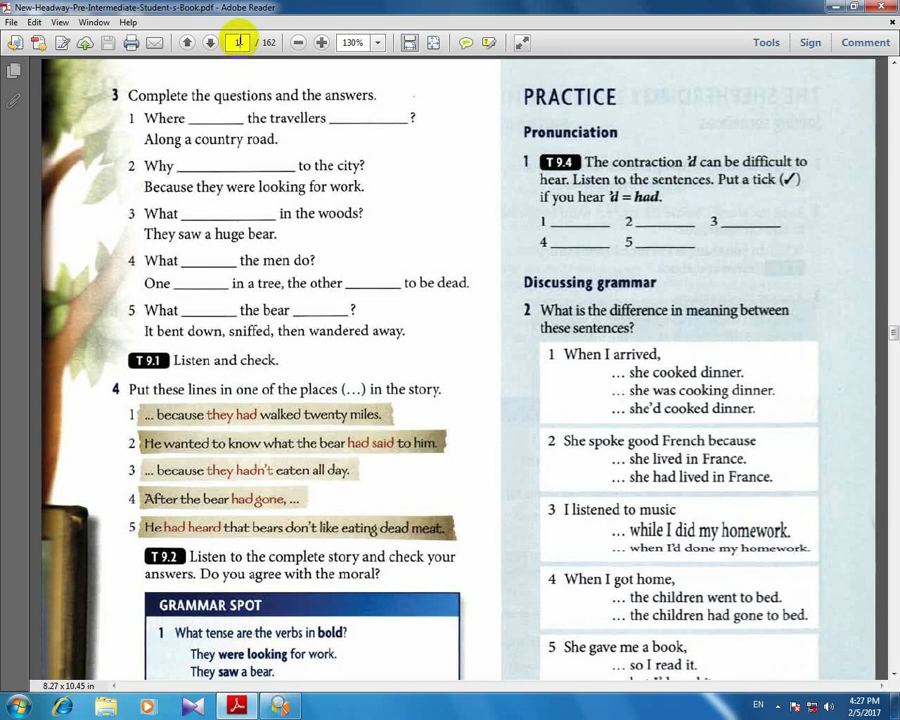 New-Headway-Pre-Intermediate-Student-s-Book.pdf - Adobe Reader
File Edit View Window Help
1 / 162 130% Tools Sign Comment
3 Complete the questions and the answers.
1 Where ______ the travellers ________?
Along a country road.
2 Why ____________ to the city?
Because they were looking for work.
3 What __________ in the woods?
They saw a huge bear.
4 What ______ the men do?
One ______ in a tree, the other ______ to be dead.
5 What ______ the bear ______?
It bent down, sniffed, then wandered away.
T 9.1 Listen and check.
4 Put these lines in one of the places (…) in the story.
1 ... because they had walked twenty miles.
2 He wanted to know what the bear had said to him.
3 ... because they hadn't eaten all day.
4 After the bear had gone, ...
5 He had heard that bears don't like eating dead meat.
T 9.2 Listen to the complete story and check your
answers. Do you agree with the moral?
GRAMMAR SPOT
1 What tense are the verbs in bold?
They were looking for work.
They saw a bear.
PRACTICE
Pronunciation
1 T 9.4 The contraction 'd can be difficult to
hear. Listen to the sentences. Put a tick (✓)
if you hear 'd = had.
1 ______ 2 ______ 3 ______
4 ______ 5 ______
Discussing grammar
2 What is the difference in meaning between
these sentences?
1 When I arrived,
… she cooked dinner.
… she was cooking dinner.
… she'd cooked dinner.
2 She spoke good French because
… she lived in France.
… she had lived in France.
3 I listened to music
… while I did my homework.
… when I'd done my homework.
4 When I got home,
… the children went to bed.
… the children had gone to bed.
5 She gave me a book,
… so I read it.
8.27 x 10.45 in
EN 4:27 PM
2/5/2017